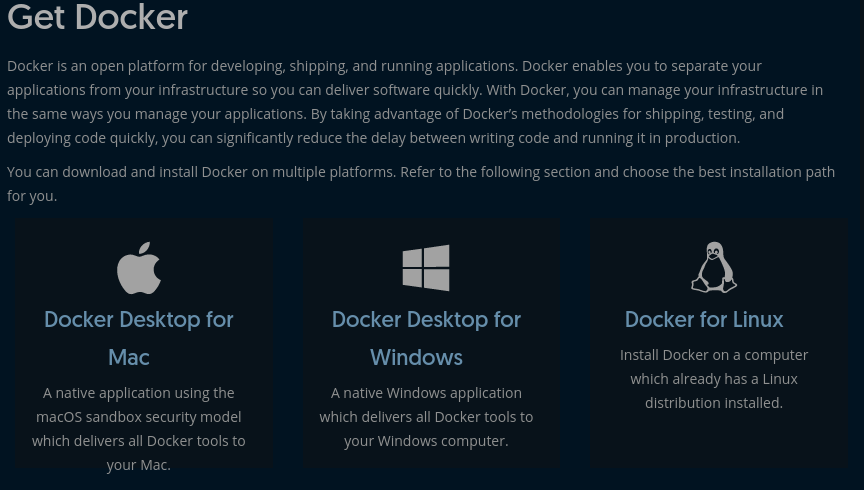 Get Docker
Docker is an open platform for developing, shipping, and running applications. Docker enables you to separate your
applications from your infrastructure so you can deliver software quickly. With Docker, you can manage your infrastructure in
the same ways you manage your applications. By taking advantage of Docker’s methodologies for shipping, testing, and
deploying code quickly, you can significantly reduce the delay between writing code and running it in production.
You can download and install Docker on multiple platforms. Refer to the following section and choose the best installation path
for you.
Docker Desktop for
Mac
A native application using the
macOS sandbox security model
which delivers all Docker tools to
your Mac.
Docker Desktop for
Windows
A native Windows application
which delivers all Docker tools to
your Windows computer.
Docker for Linux
Install Docker on a computer
which already has a Linux
distribution installed.